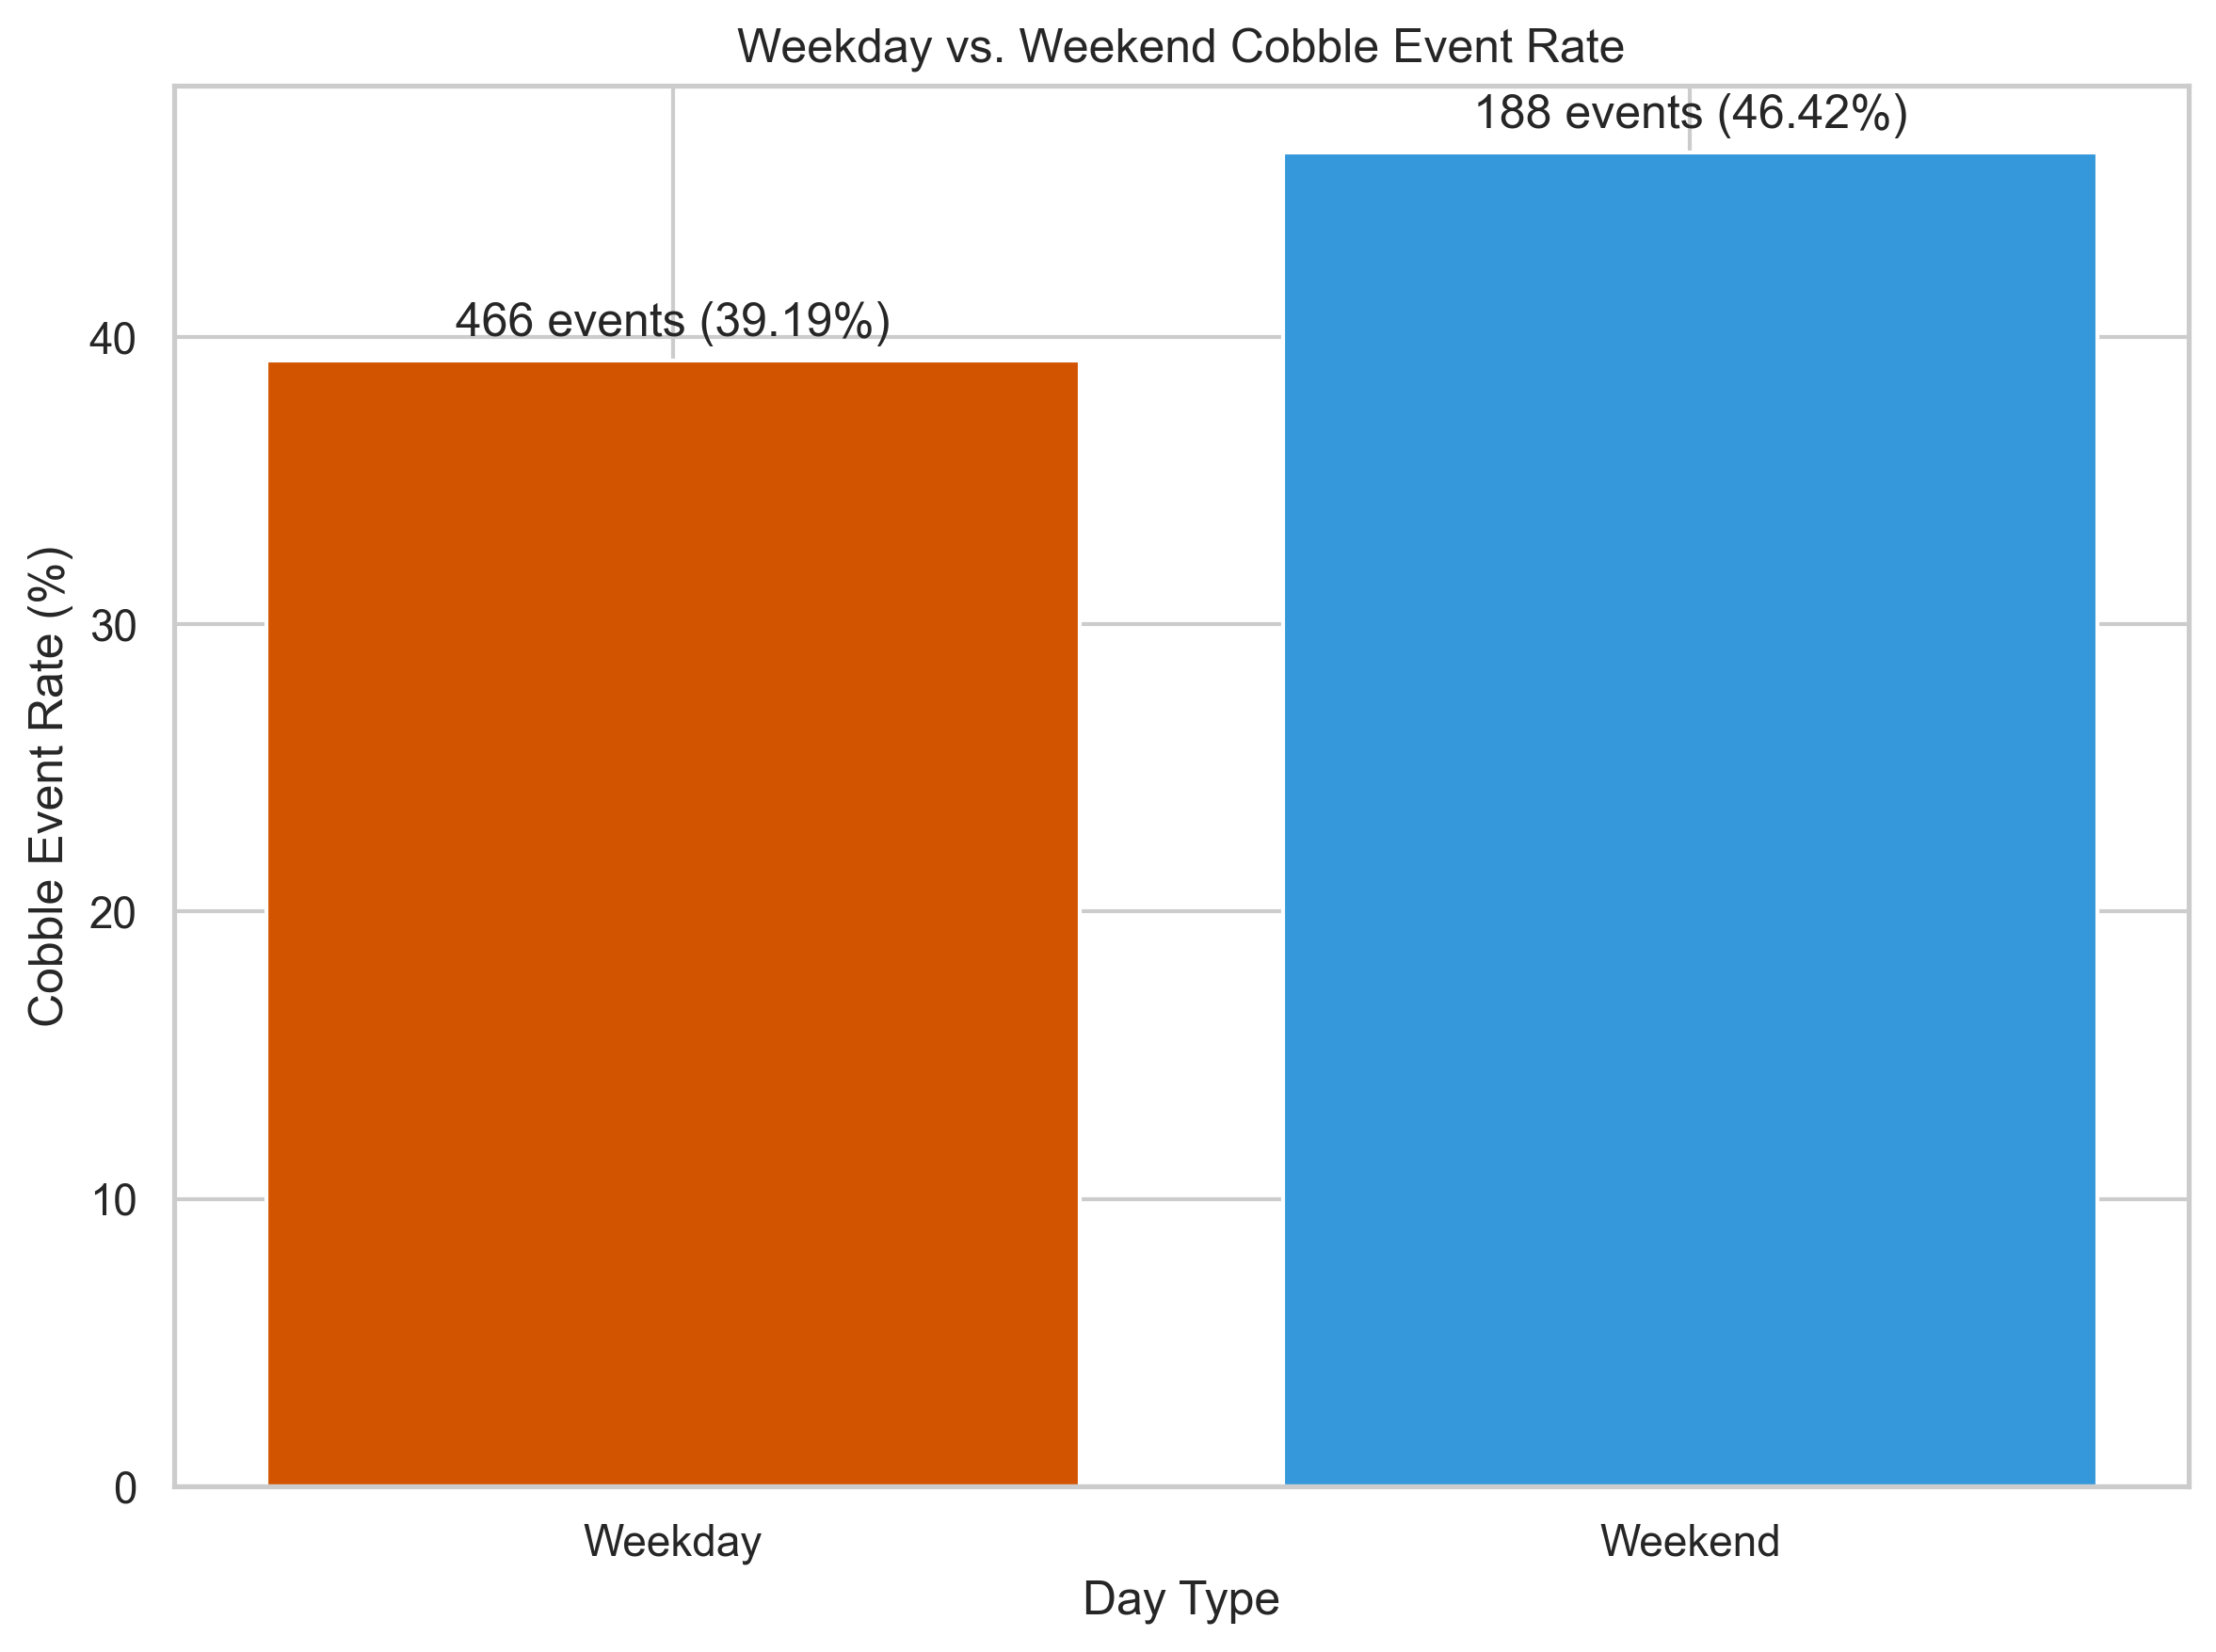 Weekday vs. Weekend Cobble Event Rate
188 events (46.42%)
466 events (39.19%)
40
30
20
10
0
Cobble Event Rate (%)
Weekday
Weekend
Day Type